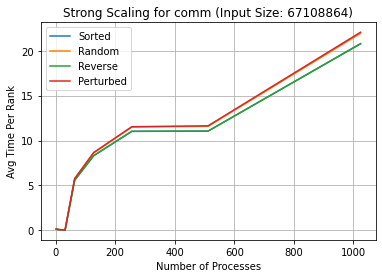 Strong Scaling for comm (Input Size: 67108864)
Sorted
Random
Reverse
Perturbed
Avg Time Per Rank
20
15
10
5
0
0 200 400 600 800 1000
Number of Processes